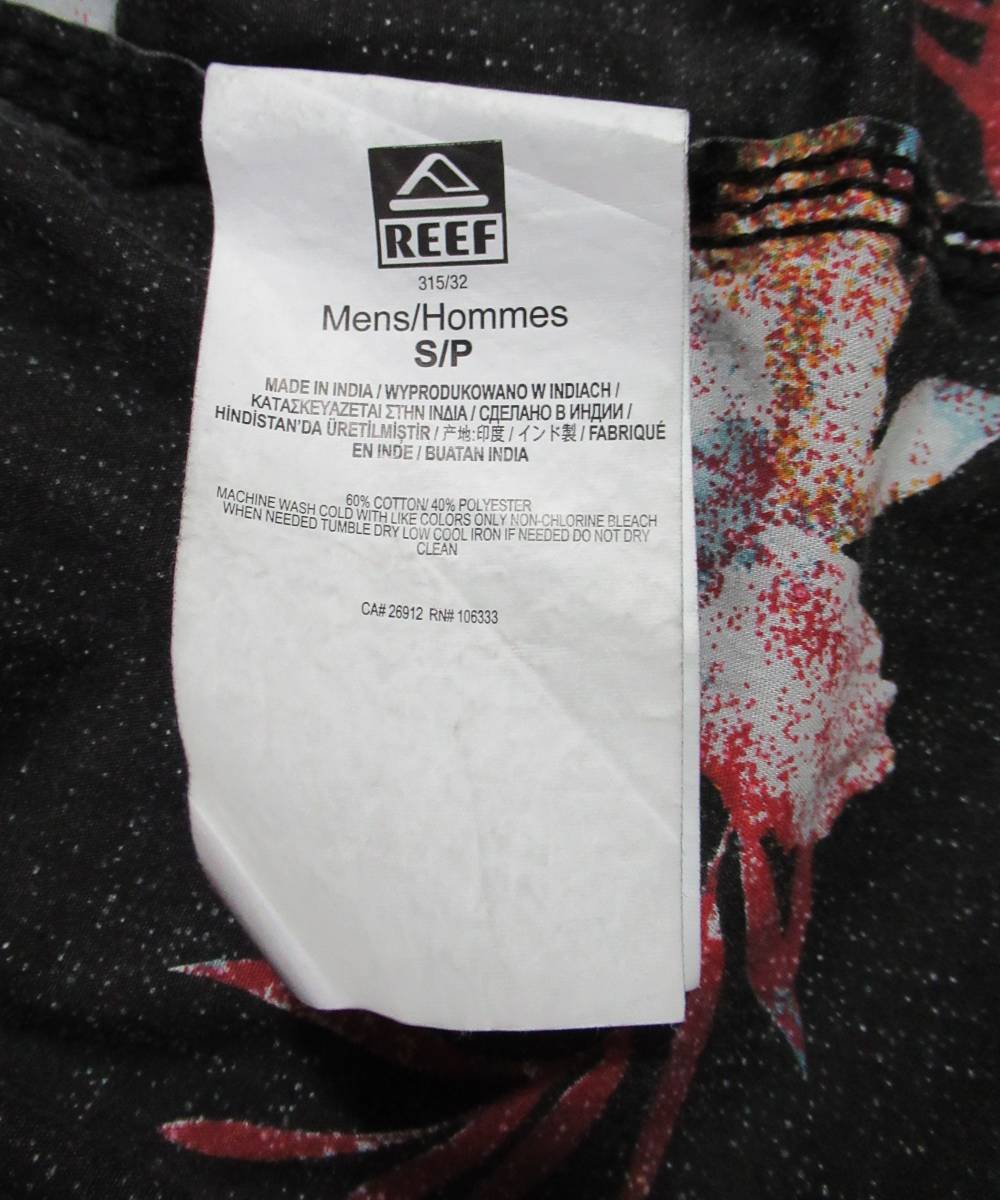 REEF
315/32
Mens/Hommes
S/P
MADE IN INDIA / WYPRODUKOWANO W INDIACH /
ΚΑΤΑΣΚΕΥΑΖΕΤΑΙ ΣΤΗΝ ΙΝΔΙΑ / СДЕЛАНО В ИНДИИ /
HİNDİSTAN'DA ÜRETİLMİŞTİR / 产地:印度 / インド製 / FABRIQUÉ
EN INDE / BUATAN INDIA
60% COTTON/ 40% POLYESTER
MACHINE WASH COLD WITH LIKE COLORS ONLY NON-CHLORINE BLEACH
WHEN NEEDED TUMBLE DRY LOW COOL IRON IF NEEDED DO NOT DRY
CLEAN
CA# 26912 RN# 106333